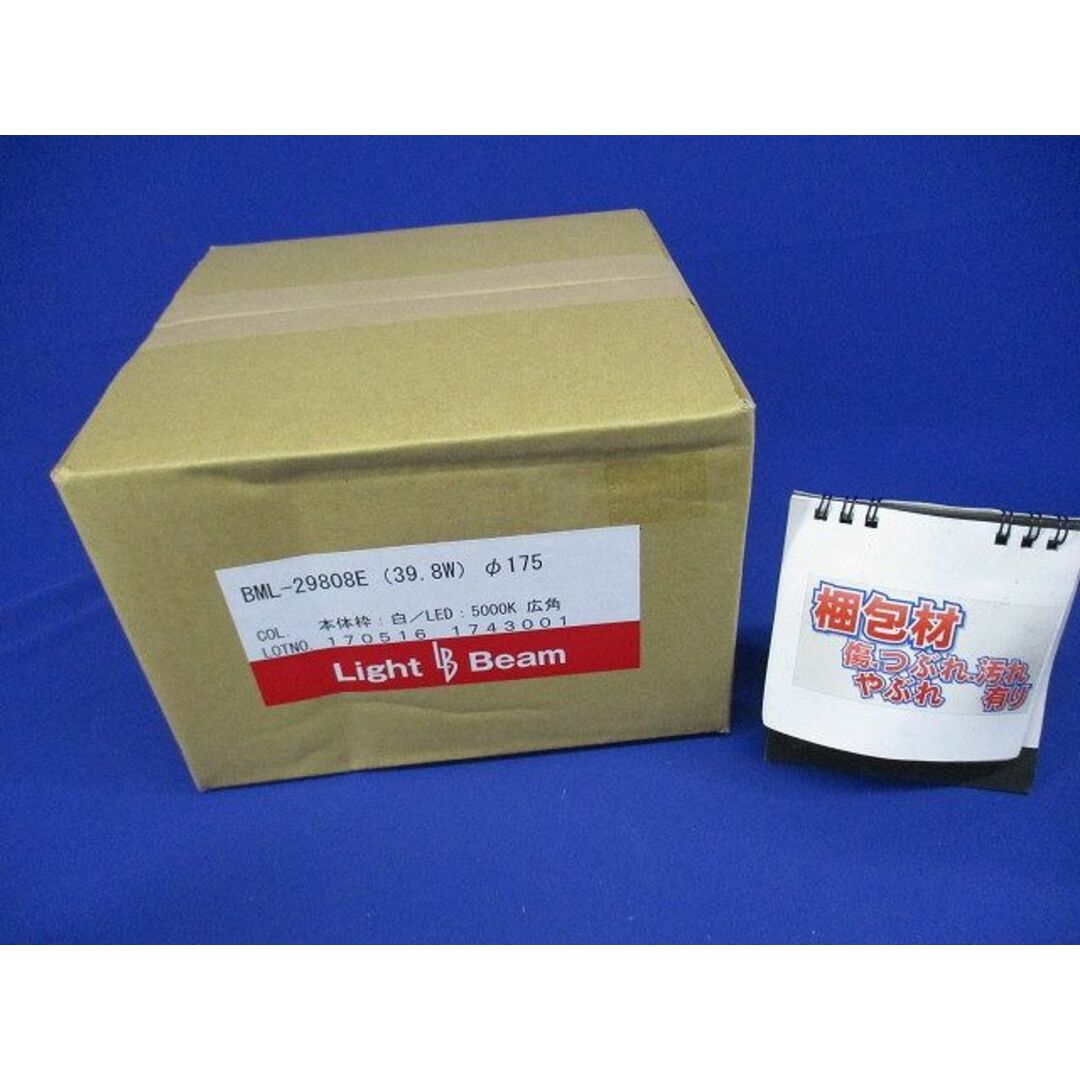 BML-29808E (39.8W) φ175
COL. 本体枠：白／LED：5000K 広角
LOTNO. 170516 1743001
Light B Beam
梱包材
傷.つぶれ.汚れ
やぶれ 有り